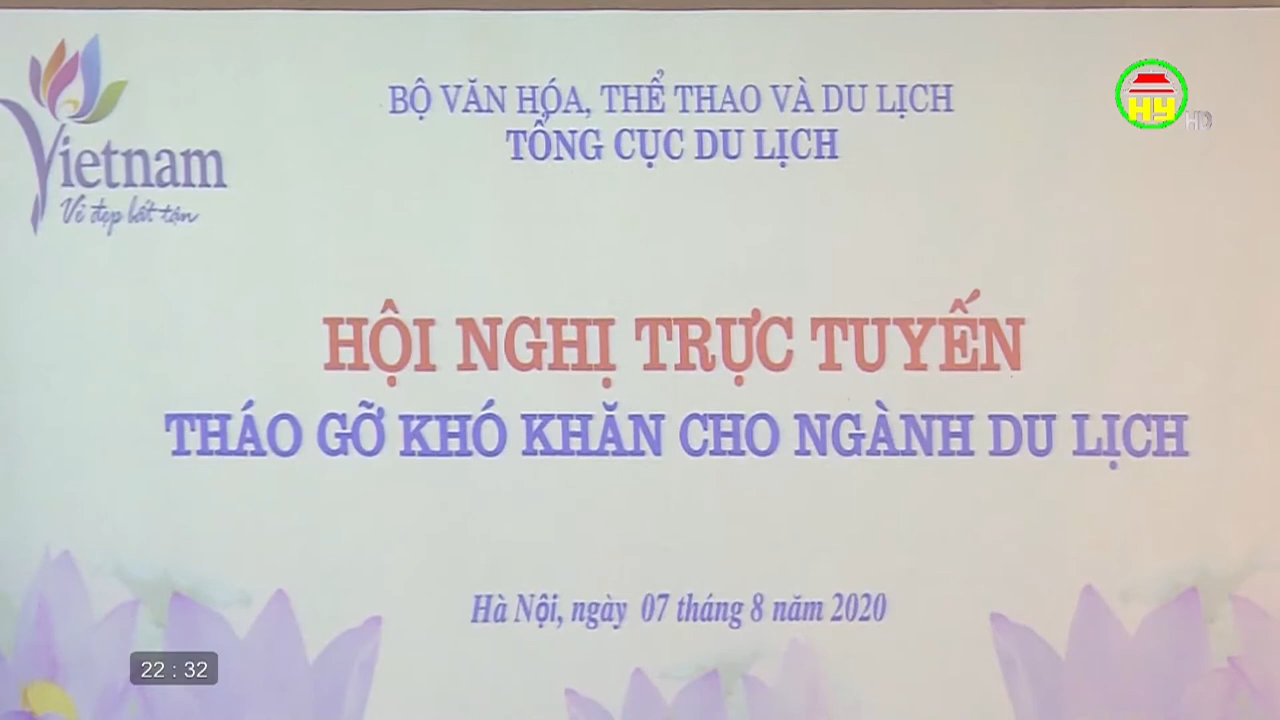 BỘ VĂN HÓA, THỂ THAO VÀ DU LỊCH
TỔNG CỤC DU LỊCH
HY
HD
Vietnam
Vẻ đẹp bất tận
HỘI NGHỊ TRỰC TUYẾN
THÁO GỠ KHÓ KHĂN CHO NGÀNH DU LỊCH
Hà Nội, ngày 07 tháng 8 năm 2020
22 : 32